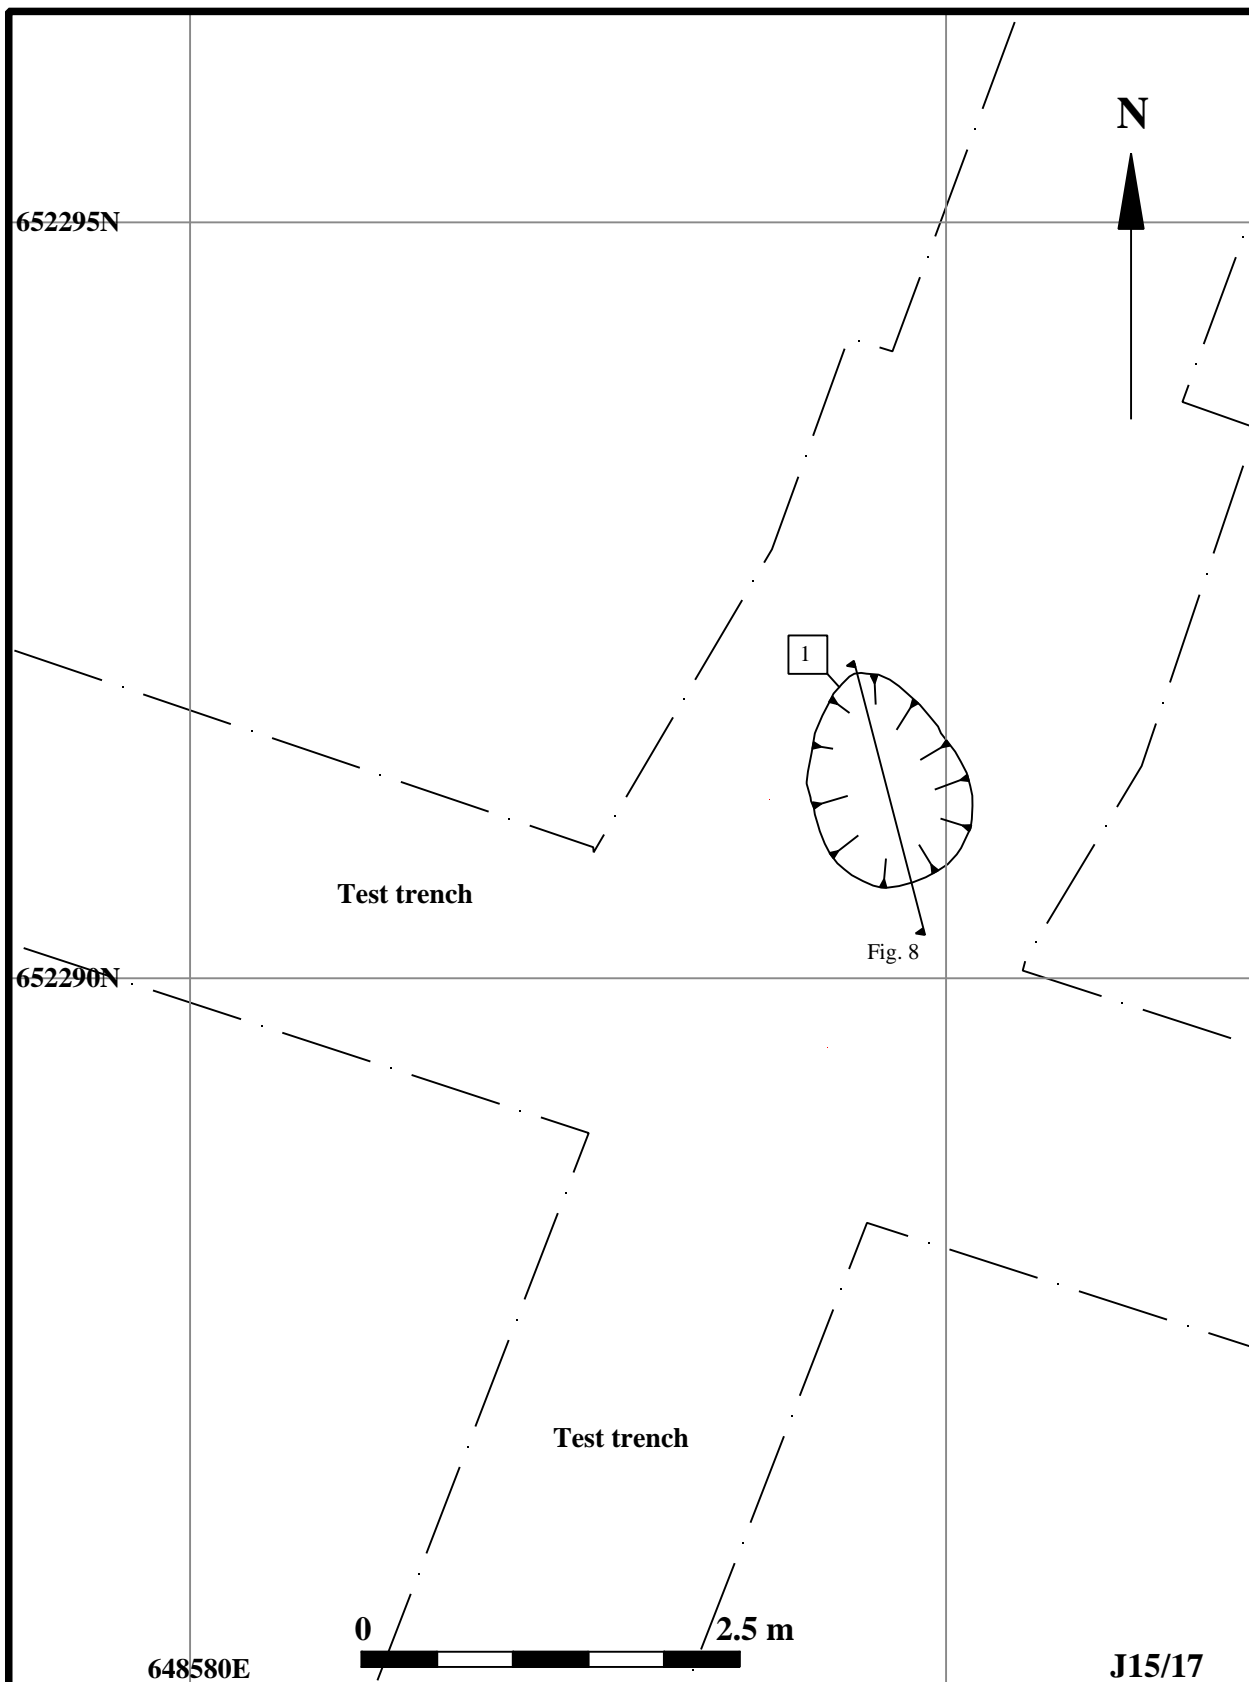 N
652295N
1
Test trench
Fig. 8
652290N
Test trench
0 2.5 m
648580E
J15/17